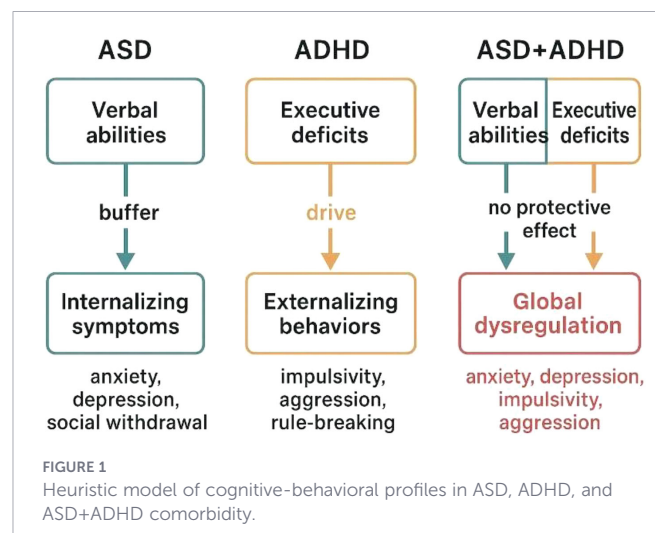 ASD
Verbal
abilities
buffer
Internalizing
symptoms
anxiety,
depression,
social withdrawal
ADHD
Executive
deficits
drive
Externalizing
behaviors
impulsivity,
aggression,
rule-breaking
ASD+ADHD
Verbal
abilities
Executive
deficits
no protective
effect
Global
dysregulation
anxiety, depression,
impulsivity,
aggression
FIGURE 1
Heuristic model of cognitive-behavioral profiles in ASD, ADHD, and
ASD+ADHD comorbidity.